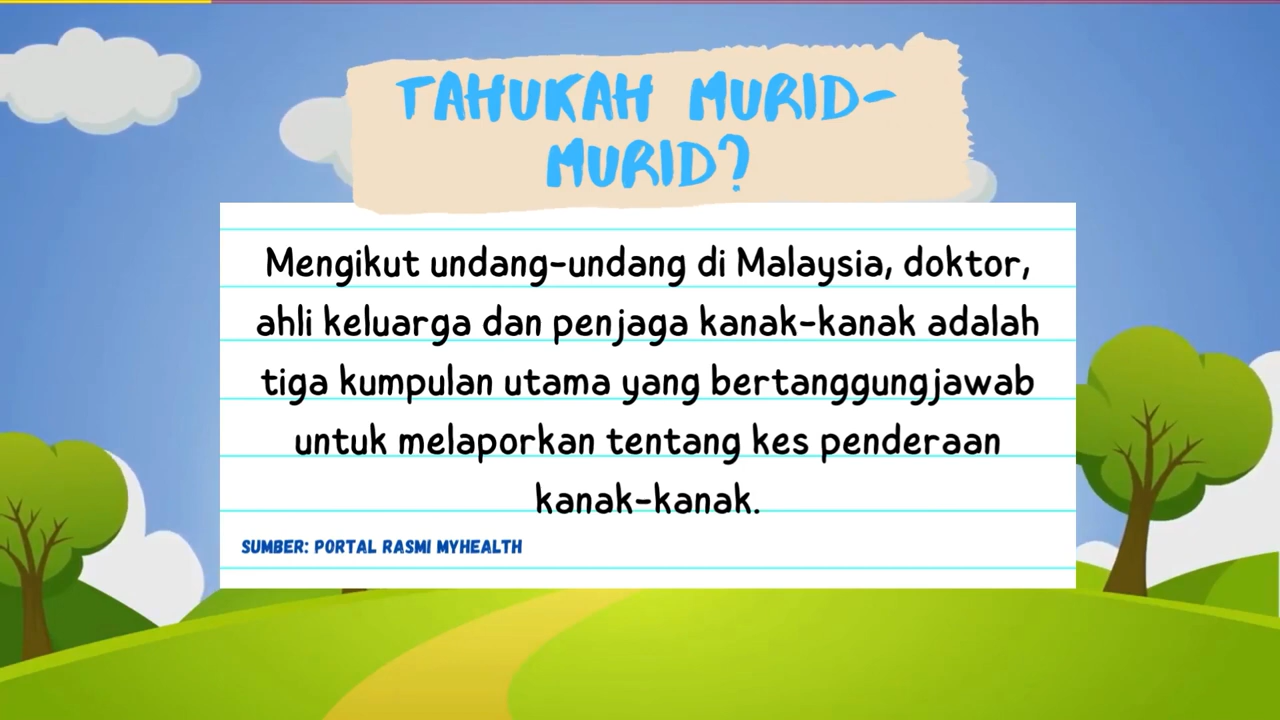 TAHUKAH MURID-
MURID?
Mengikut undang-undang di Malaysia, doktor,
ahli keluarga dan penjaga kanak-kanak adalah
tiga kumpulan utama yang bertanggungjawab
untuk melaporkan tentang kes penderaan
kanak-kanak.
SUMBER: PORTAL RASMI MYHEALTH